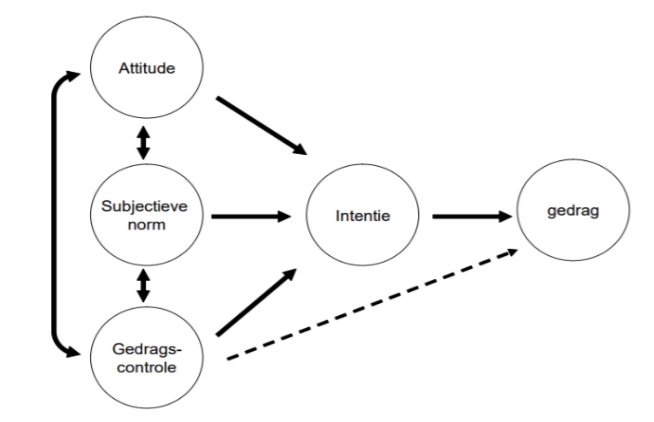 Attitude
Subjectieve
norm
Intentie
gedrag
Gedrags-
controle